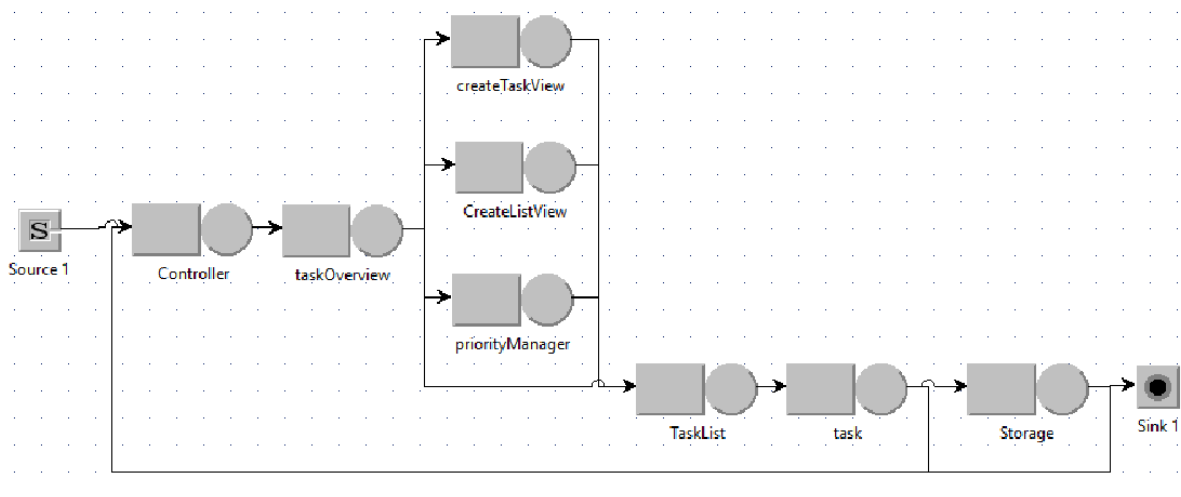 createTaskView
CreateListView
S
Source 1
Controller
taskOverview
priorityManager
TaskList
task
Storage
Sink 1